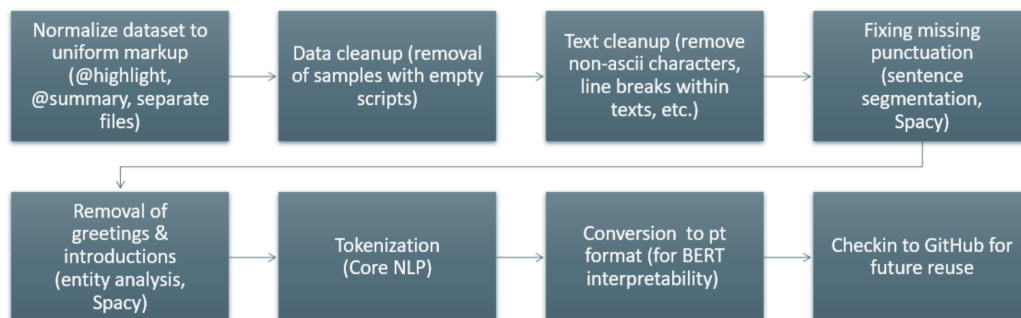 Normalize dataset to
uniform markup
(@highlight,
@summary, separate
files)
Data cleanup (removal
of samples with empty
scripts)
Text cleanup (remove
non-ascii characters,
line breaks within
texts, etc.)
Fixing missing
punctuation
(sentence
segmentation,
Spacy)
Removal of
greetings &
introductions
(entity analysis,
Spacy)
Tokenization
(Core NLP)
Conversion to pt
format (for BERT
interpretability)
Checkin to GitHub for
future reuse